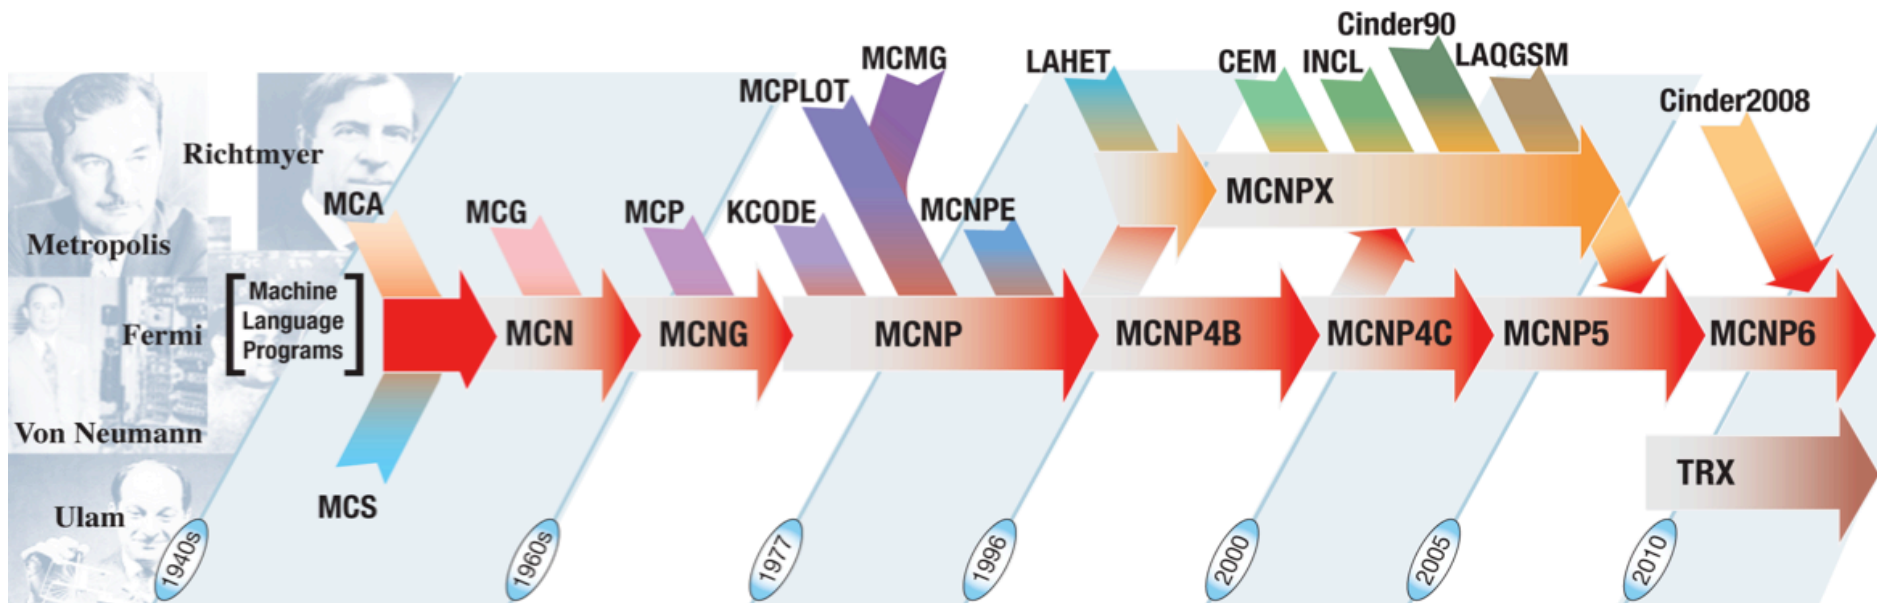 Cinder90
MCMG
LAHET
CEM
INCL
LAQGSM
MCPLOT
Cinder2008
Richtmyer
MCA
MCG
MCP
KCODE
MCNPE
MCNPX
Metropolis
[Machine
Language
Programs]
Fermi
MCN
MCNG
MCNP
MCNP4B
MCNP4C
MCNP5
MCNP6
Von Neumann
MCS
TRX
Ulam
1940s
1960s
1977
1996
2000
2005
2010